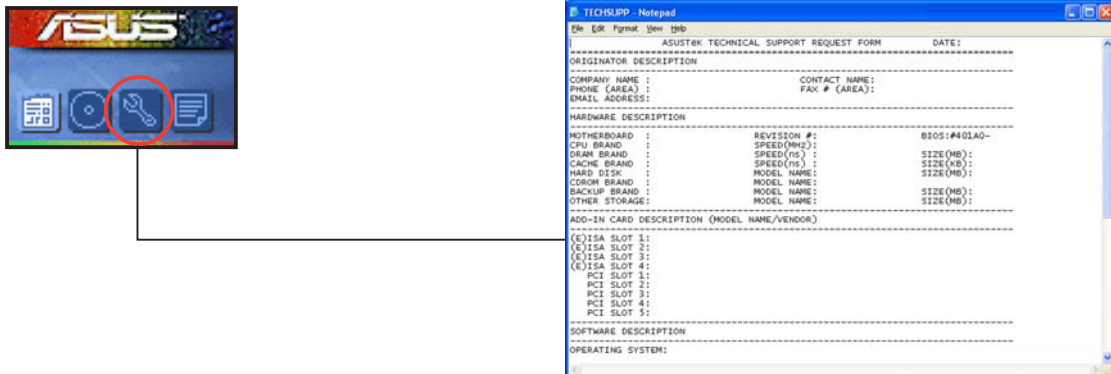 ASUS
TECHSUPP - Notepad
File Edit Format View Help
ASUSTeK TECHNICAL SUPPORT REQUEST FORM DATE:
ORIGINATOR DESCRIPTION
COMPANY NAME : CONTACT NAME:
PHONE (AREA) : FAX # (AREA):
EMAIL ADDRESS:
HARDWARE DESCRIPTION
MOTHERBOARD : REVISION #: BIOS:#401A0-
CPU BRAND : SPEED(MHz):
DRAM BRAND : SPEED(ns) : SIZE(MB):
CACHE BRAND : SPEED(ns) : SIZE(KB):
HARD DISK : MODEL NAME: SIZE(MB):
CDROM BRAND : MODEL NAME:
BACKUP BRAND : MODEL NAME: SIZE(MB):
OTHER STORAGE: MODEL NAME: SIZE(MB):
ADD-IN CARD DESCRIPTION (MODEL NAME/VENDOR)
(E)ISA SLOT 1:
(E)ISA SLOT 2:
(E)ISA SLOT 3:
(E)ISA SLOT 4:
PCI SLOT 1:
PCI SLOT 2:
PCI SLOT 3:
PCI SLOT 4:
PCI SLOT 5:
SOFTWARE DESCRIPTION
OPERATING SYSTEM: